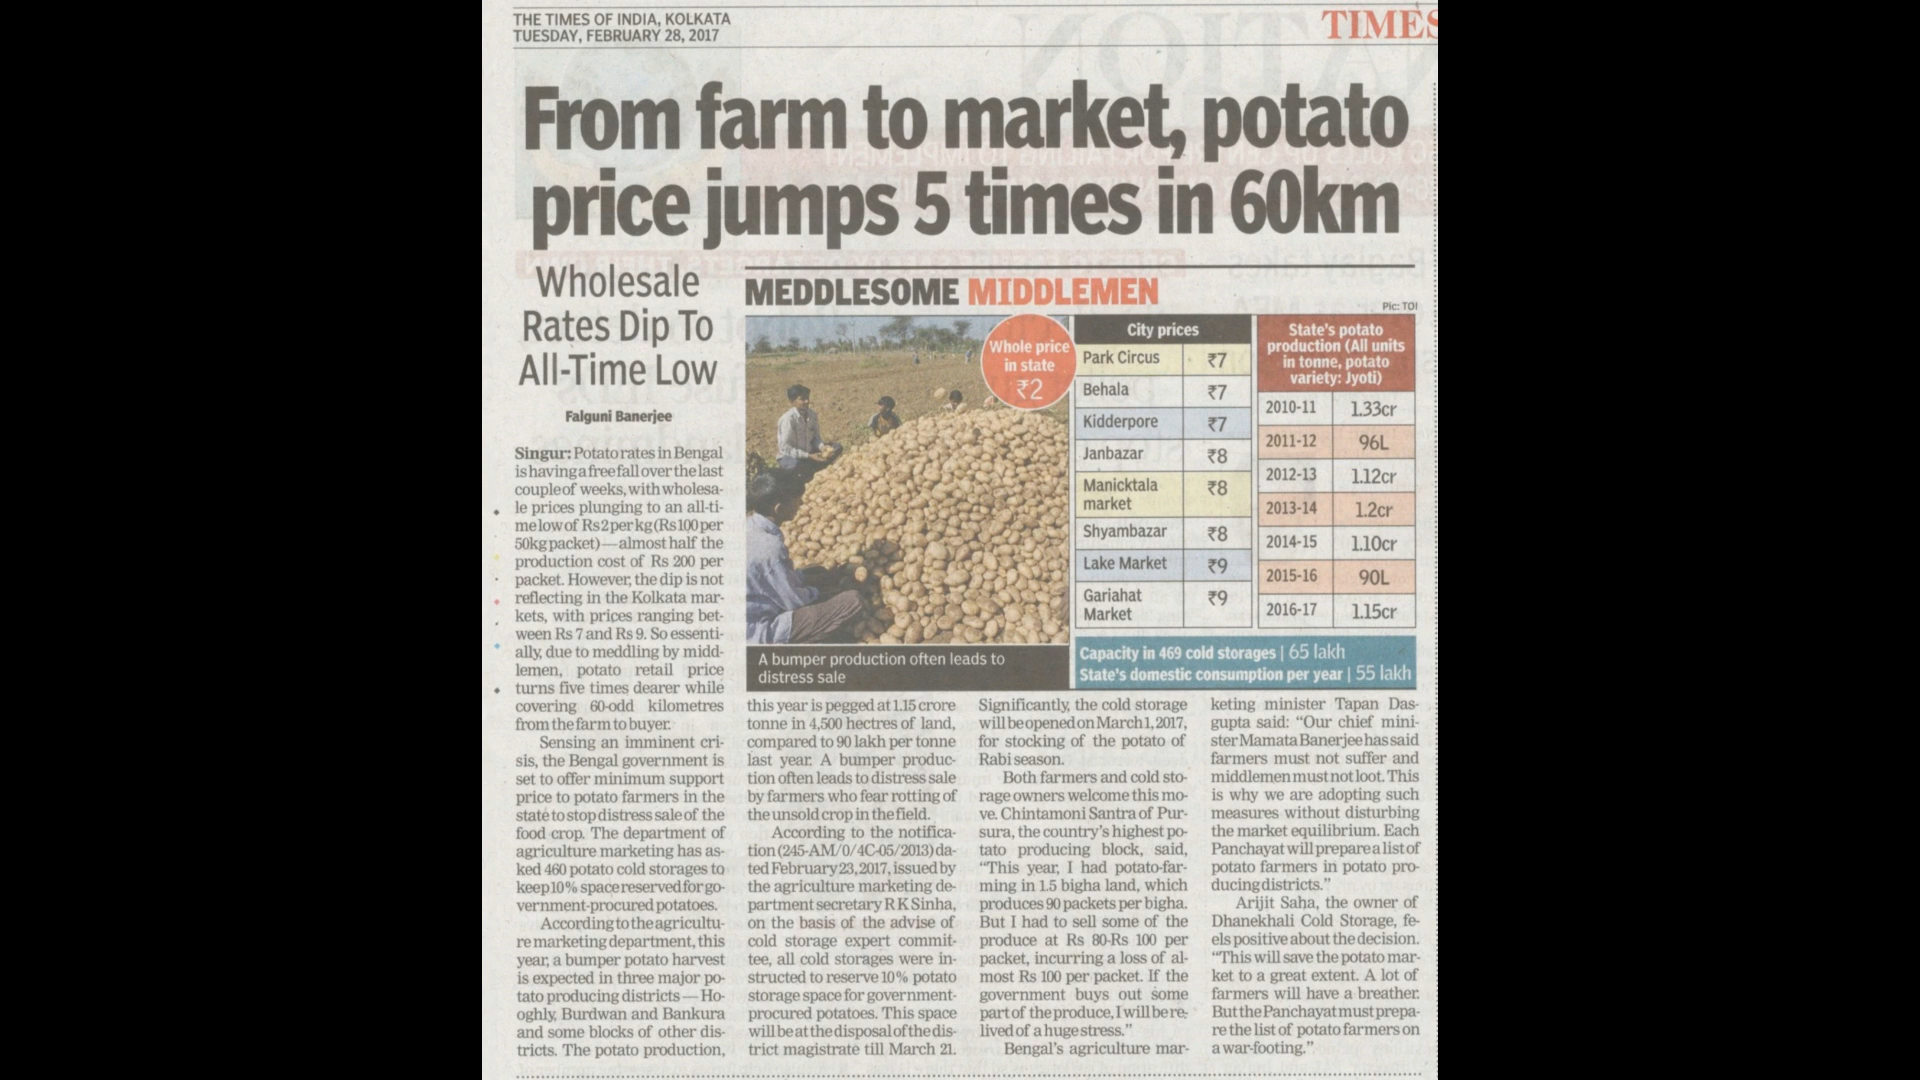 THE TIMES OF INDIA, KOLKATA
TUESDAY, FEBRUARY 28, 2017
TIMES
From farm to market, potato
price jumps 5 times in 60km
Wholesale
Rates Dip To
All-Time Low
Falguni Banerjee
Singur: Potato rates in Bengal
is having a free fall over the last
couple of weeks, with wholesa-
le prices plunging to an all-ti-
me low of Rs 2 per kg (Rs 100 per
50kg packet) — almost half the
production cost of Rs 200 per
packet. However, the dip is not
reflecting in the Kolkata mar-
kets, with prices ranging bet-
ween Rs 7 and Rs 9. So essenti-
ally, due to meddling by midd-
lemen, potato retail price
turns five times dearer while
covering 60-odd kilometres
from the farm to buyer.
Sensing an imminent cri-
sis, the Bengal government is
set to offer minimum support
price to potato farmers in the
state to stop distress sale of the
food crop. The department of
agriculture marketing has as-
ked 460 potato cold storages to
keep 10% space reserved for go-
vernment-procured potatoes.
According to the agricultu-
re marketing department, this
year, a bumper potato harvest
is expected in three major po-
tato producing districts — Ho-
oghly, Burdwan and Bankura
and some blocks of other dis-
tricts. The potato production,
MEDDLESOME MIDDLEMEN
Pic: TOI
Whole price
in state
₹2
A bumper production often leads to
distress sale
City prices
Park Circus ₹7
Behala ₹7
Kidderpore ₹7
Janbazar ₹8
Manicktala
market ₹8
Shyambazar ₹8
Lake Market ₹9
Gariahat
Market ₹9
State's potato
production (All units
in tonne, potato
variety: Jyoti)
2010-11 1.33cr
2011-12 96L
2012-13 1.12cr
2013-14 1.2cr
2014-15 1.10cr
2015-16 90L
2016-17 1.15cr
Capacity in 469 cold storages | 65 lakh
State's domestic consumption per year | 55 lakh
this year is pegged at 1.15 crore
tonne in 4,500 hectres of land,
compared to 90 lakh per tonne
last year. A bumper produc-
tion often leads to distress sale
by farmers who fear rotting of
the unsold crop in the field.
According to the notifica-
tion (245-AM/0/4C-05/2013) da-
ted February 23, 2017, issued by
the agriculture marketing de-
partment secretary R K Sinha,
on the basis of the advise of
cold storage expert commit-
tee, all cold storages were in-
structed to reserve 10% potato
storage space for government-
procured potatoes. This space
will be at the disposal of the dis-
trict magistrate till March 21.
Significantly, the cold storage
will be opened on March 1, 2017,
for stocking of the potato of
Rabi season.
Both farmers and cold sto-
rage owners welcome this mo-
ve. Chintamoni Santra of Pur-
sura, the country's highest po-
tato producing block, said,
"This year, I had potato-far-
ming in 1.5 bigha land, which
produces 90 packets per bigha.
But I had to sell some of the
produce at Rs 80-Rs 100 per
packet, incurring a loss of al-
most Rs 100 per packet. If the
government buys out some
part of the produce, I will be re-
lived of a huge stress."
Bengal's agriculture mar-
keting minister Tapan Das-
gupta said: "Our chief mini-
ster Mamata Banerjee has said
farmers must not suffer and
middlemen must not loot. This
is why we are adopting such
measures without disturbing
the market equilibrium. Each
Panchayat will prepare a list of
potato farmers in potato pro-
ducing districts."
Arijit Saha, the owner of
Dhanekhali Cold Storage, fe-
els positive about the decision.
"This will save the potato mar-
ket to a great extent. A lot of
farmers will have a breather.
But the Panchayat must prepa-
re the list of potato farmers on
a war-footing."